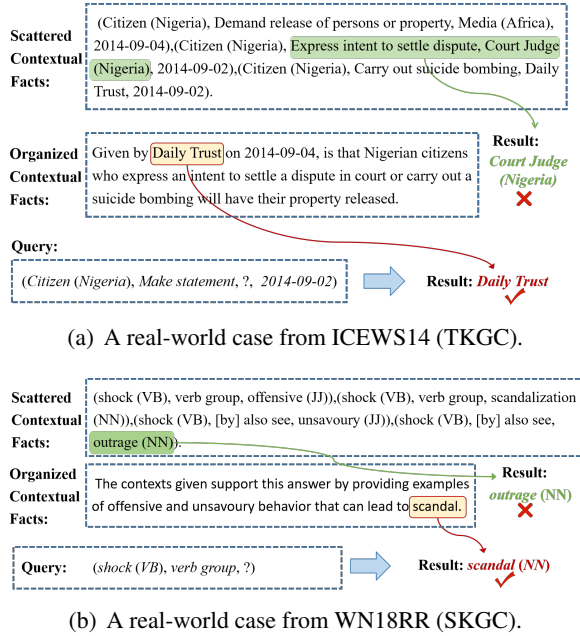 Scattered Contextual Facts:
(Citizen (Nigeria), Demand release of persons or property, Media (Africa),
2014-09-04),(Citizen (Nigeria), Express intent to settle dispute, Court Judge
(Nigeria), 2014-09-02),(Citizen (Nigeria), Carry out suicide bombing, Daily
Trust, 2014-09-02).
Organized Contextual Facts:
Given by Daily Trust on 2014-09-04, is that Nigerian citizens
who express an intent to settle a dispute in court or carry out a
suicide bombing will have their property released.
Result:
Court Judge
(Nigeria)
Query:
(Citizen (Nigeria), Make statement, ?, 2014-09-02)
Result: Daily Trust
(a) A real-world case from ICEWS14 (TKGC).
Scattered Contextual Facts:
(shock (VB), verb group, offensive (JJ)),(shock (VB), verb group, scandalization
(NN)),(shock (VB), [by] also see, unsavoury (JJ)),(shock (VB), [by] also see,
outrage (NN)).
Organized Contextual Facts:
The contexts given support this answer by providing examples
of offensive and unsavoury behavior that can lead to scandal.
Result:
outrage (NN)
Query: (shock (VB), verb group, ?)
Result: scandal (NN)
(b) A real-world case from WN18RR (SKGC).